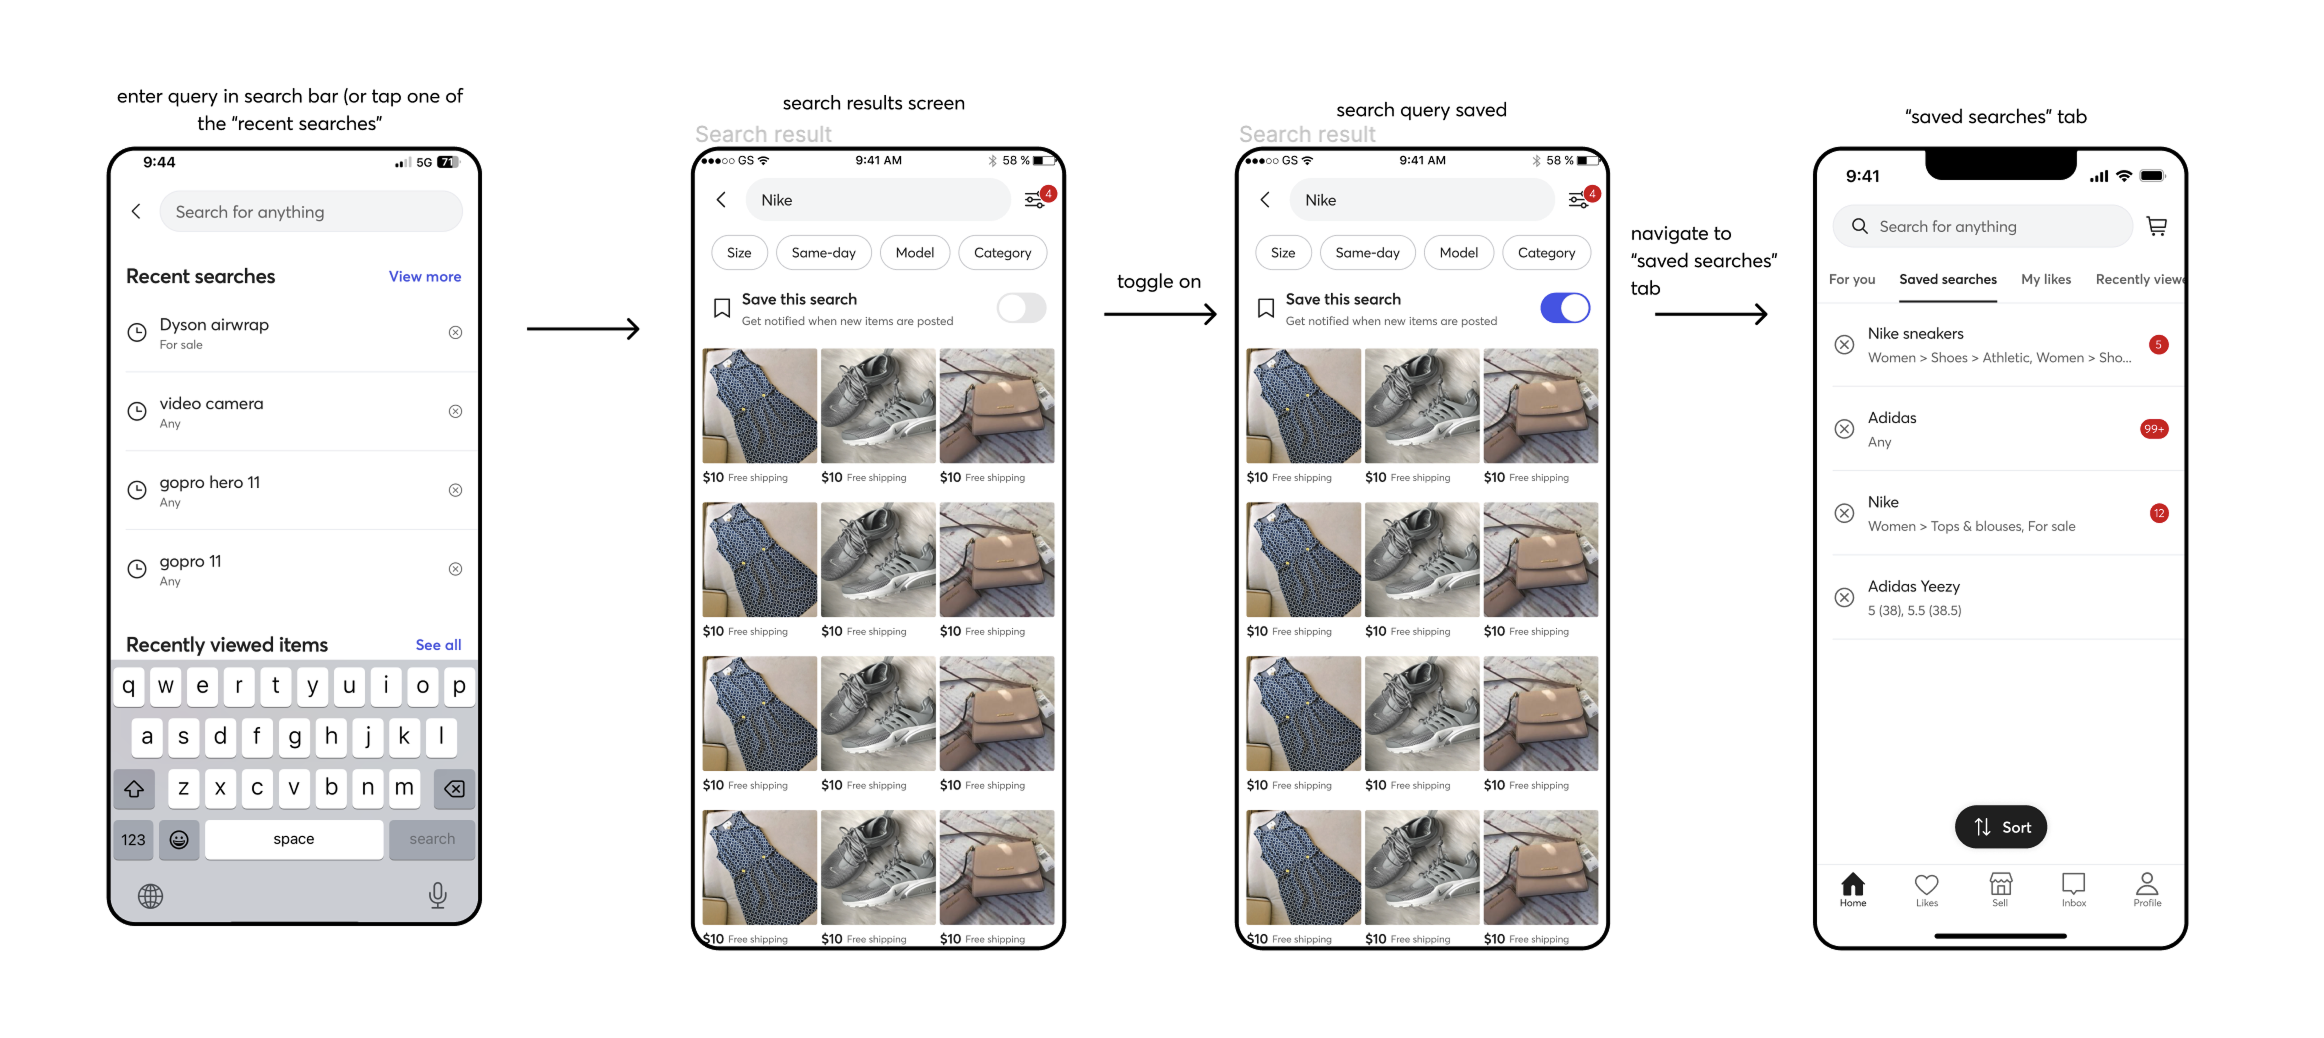 enter query in search bar (or tap one of
the “recent searches”
9:44
5G 71
Search for anything
Recent searches View more
Dyson airwrap
For sale
video camera
Any
gopro hero 11
Any
gopro 11
Any
Recently viewed items See all
q w e r t y u i o p
a s d f g h j k l
z x c v b n m
123 space search
search results screen
Search result
GS 9:41 AM 58 %
Nike 4
Size Same-day Model Category
Save this search
Get notified when new items are posted
$10 Free shipping $10 Free shipping $10 Free shipping
$10 Free shipping $10 Free shipping $10 Free shipping
$10 Free shipping $10 Free shipping $10 Free shipping
$10 Free shipping $10 Free shipping $10 Free shipping
toggle on
search query saved
Search result
GS 9:41 AM 58 %
Nike 4
Size Same-day Model Category
Save this search
Get notified when new items are posted
$10 Free shipping $10 Free shipping $10 Free shipping
$10 Free shipping $10 Free shipping $10 Free shipping
$10 Free shipping $10 Free shipping $10 Free shipping
$10 Free shipping $10 Free shipping $10 Free shipping
navigate to
“saved searches”
tab
“saved searches” tab
9:41
Search for anything
For you Saved searches My likes Recently viewe
Nike sneakers
Women > Shoes > Athletic, Women > Sho... 5
Adidas
Any 99+
Nike
Women > Tops & blouses, For sale 12
Adidas Yeezy
5 (38), 5.5 (38.5)
Sort
Home Likes Sell Inbox Profile